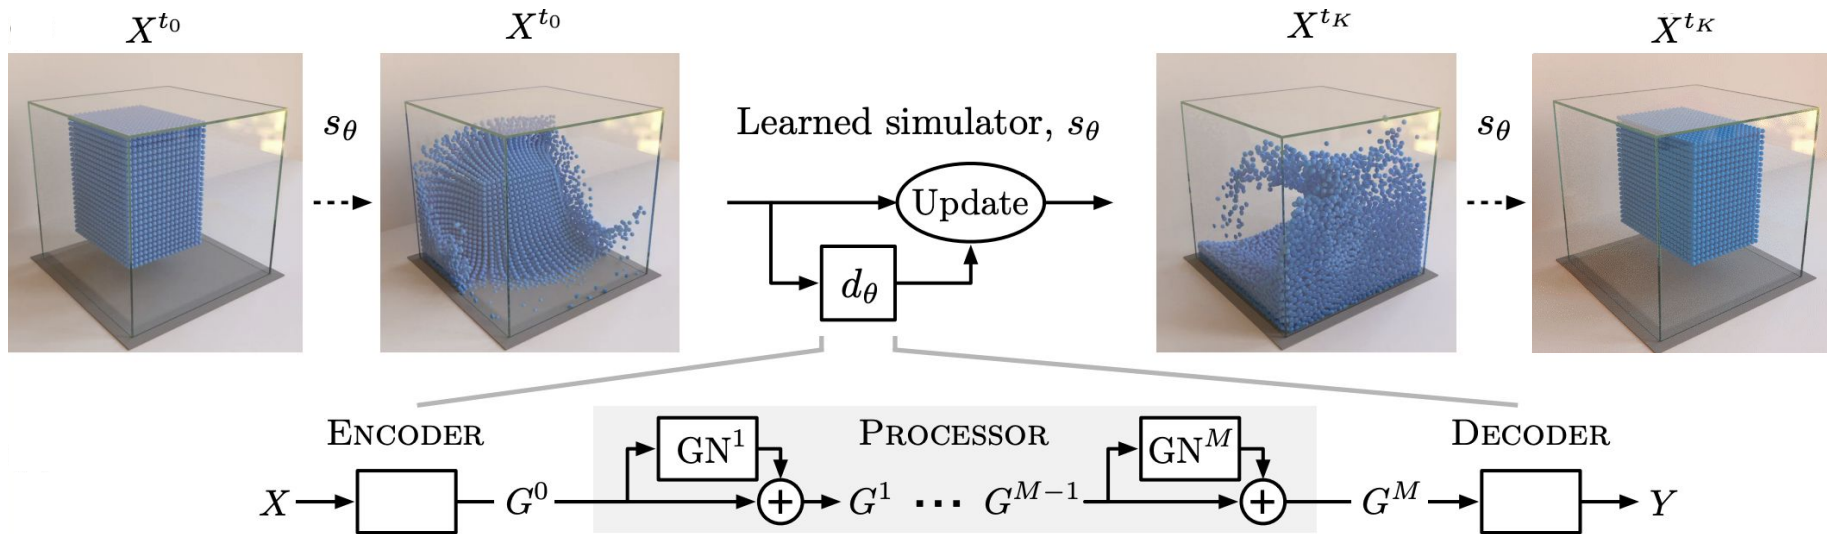 X^{t_0}
X^{t_0}
X^{t_K}
X^{t_K}
s_θ
Learned simulator, s_θ
s_θ
Update
d_θ
ENCODER
PROCESSOR
DECODER
GN^1
GN^M
X
G^0
+
G^1
···
G^{M−1}
+
G^M
Y